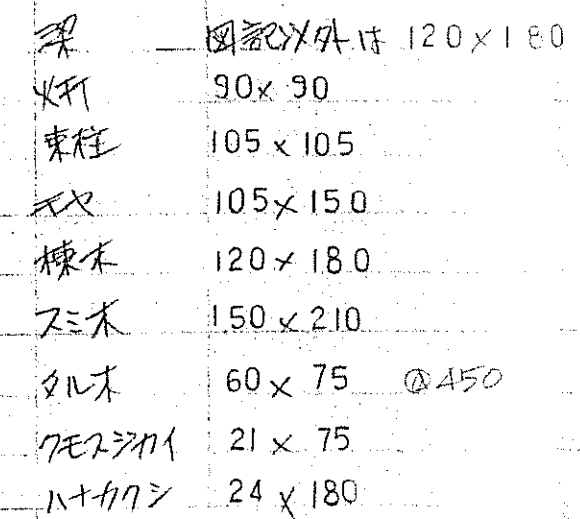 梁 図記以外は 120×180
火打 90×90
束柱 105×105
モヤ 105×150
棟木 120×180
スミ木 150×210
タル木 60×75 @450
クモスジカイ 21×75
ハナカクシ 24×180